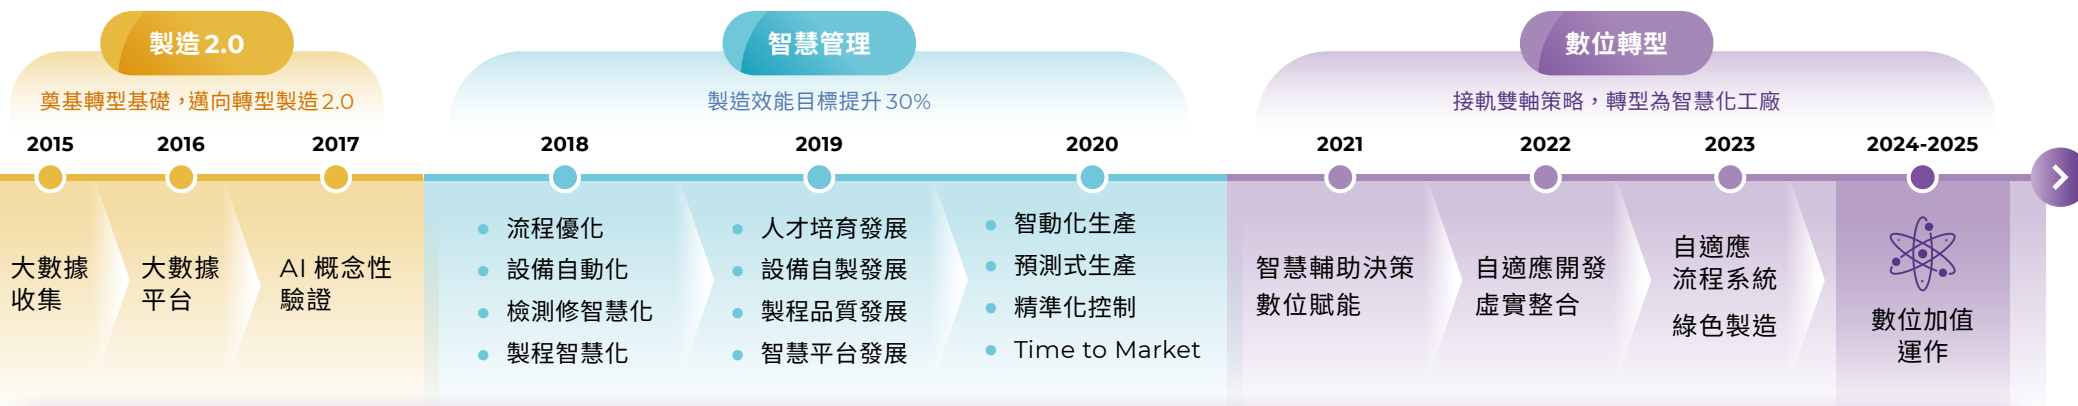 製造 2.0
奠基轉型基礎，邁向轉型製造 2.0
2015
2016
2017
大數據
收集
大數據
平台
AI 概念性
驗證
智慧管理
製造效能目標提升 30%
2018
2019
2020
流程優化
設備自動化
檢測修智慧化
製程智慧化
人才培育發展
設備自製發展
製程品質發展
智慧平台發展
智動化生產
預測式生產
精準化控制
Time to Market
數位轉型
接軌雙軸策略，轉型為智慧化工廠
2021
2022
2023
2024-2025
智慧輔助決策
數位賦能
自適應開發
虛實整合
自適應
流程系統
綠色製造
數位加值
運作